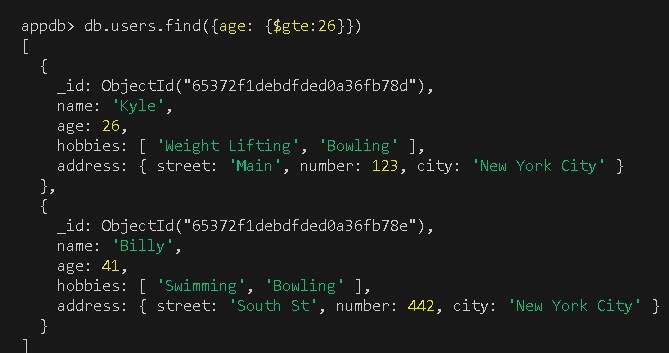 appdb> db.users.find({age: {$gte:26}})
[
  {
    _id: ObjectId("65372f1debdfded0a36fb78d"),
    name: 'Kyle',
    age: 26,
    hobbies: [ 'Weight Lifting', 'Bowling' ],
    address: { street: 'Main', number: 123, city: 'New York City' }
  },
  {
    _id: ObjectId("65372f1debdfded0a36fb78e"),
    name: 'Billy',
    age: 41,
    hobbies: [ 'Swimming', 'Bowling' ],
    address: { street: 'South St', number: 442, city: 'New York City' }
  }
]